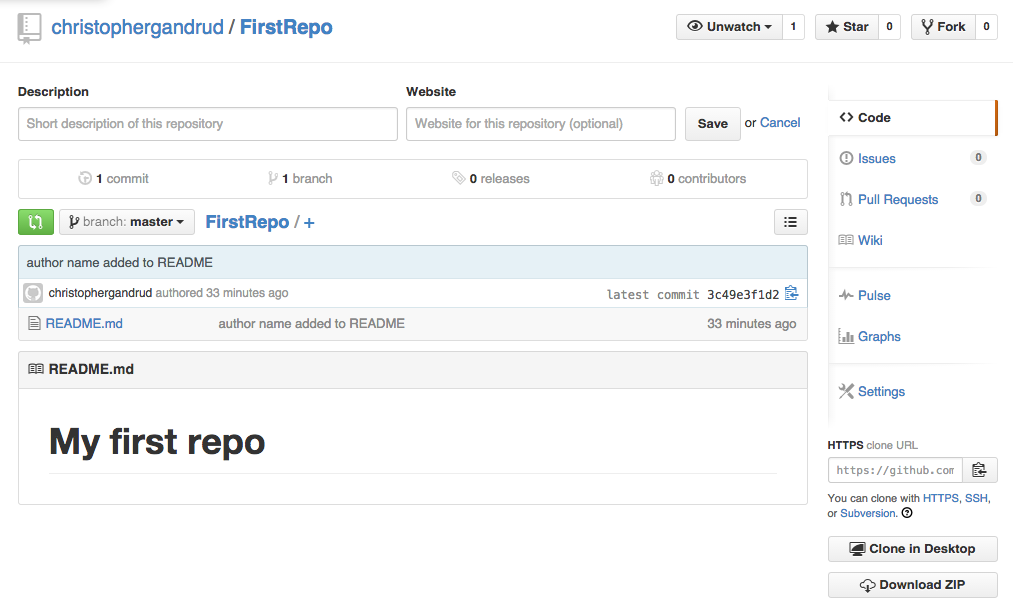 christophergandrud / FirstRepo
Unwatch 1 Star 0 Fork 0
Description
Website
Short description of this repository
Website for this repository (optional)
Save or Cancel
1 commit
1 branch
0 releases
0 contributors
branch: master
FirstRepo / +
author name added to README
christophergandrud authored 33 minutes ago
latest commit 3c49e3f1d2
README.md
author name added to README
33 minutes ago
README.md
My first repo
Code
Issues 0
Pull Requests 0
Wiki
Pulse
Graphs
Settings
HTTPS clone URL
https://github.com
You can clone with HTTPS, SSH,
or Subversion.
Clone in Desktop
Download ZIP